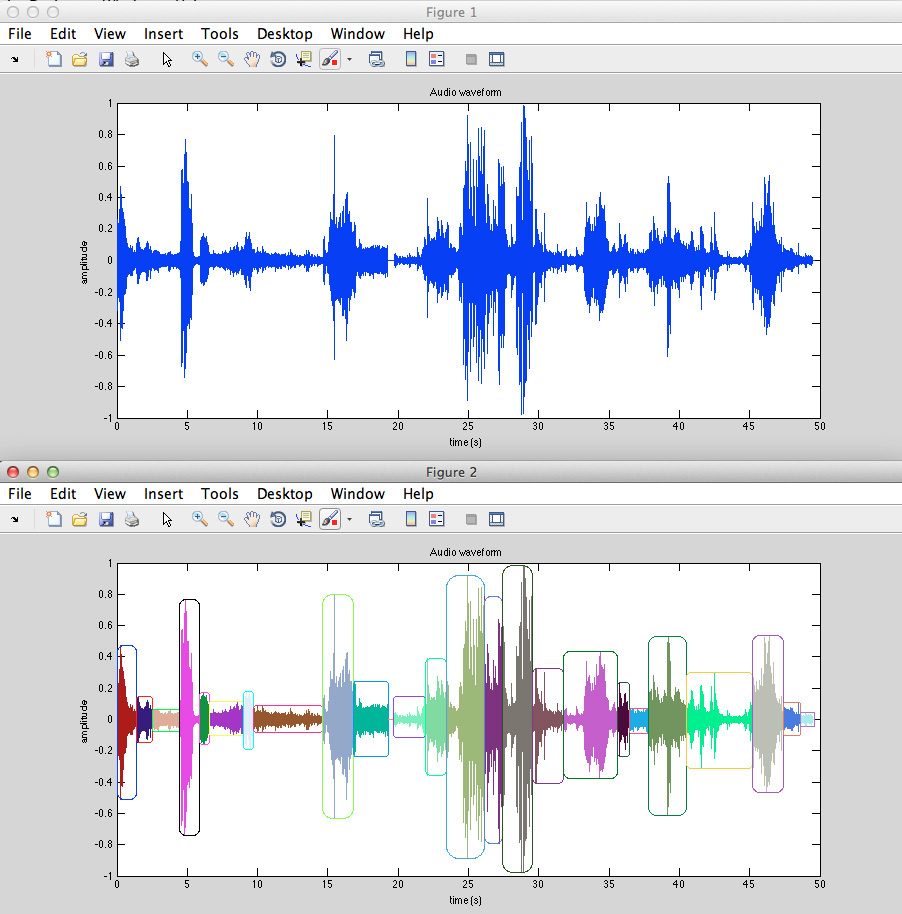 Figure 1
File Edit View Insert Tools Desktop Window Help
Audio waveform
1
0.8
0.6
0.4
0.2
0
-0.2
-0.4
-0.6
-0.8
-1
amplitude
0 5 10 15 20 25 30 35 40 45 50
time (s)
Figure 2
File Edit View Insert Tools Desktop Window Help
Audio waveform
1
0.8
0.6
0.4
0.2
0
-0.2
-0.4
-0.6
-0.8
-1
amplitude
0 5 10 15 20 25 30 35 40 45 50
time (s)